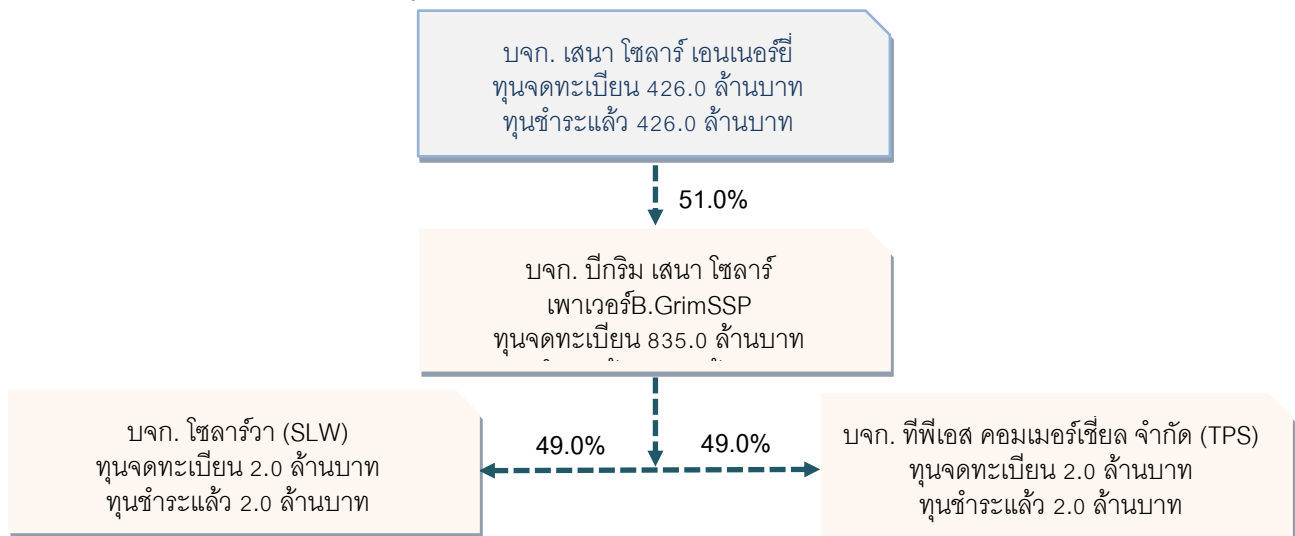 บจก. เสนา โซลาร์ เอนเนอร์ยี่
ทุนจดทะเบียน 426.0 ล้านบาท
ทุนชำระแล้ว 426.0 ล้านบาท
51.0%
บจก. บีกริม เสนา โซลาร์
เพาเวอร์B.GrimSSP
ทุนจดทะเบียน 835.0 ล้านบาท
บจก. โซลาร์วา (SLW)
ทุนจดทะเบียน 2.0 ล้านบาท
ทุนชำระแล้ว 2.0 ล้านบาท
49.0%
49.0%
บจก. ทีพีเอส คอมเมอร์เชี่ยล จำกัด (TPS)
ทุนจดทะเบียน 2.0 ล้านบาท
ทุนชำระแล้ว 2.0 ล้านบาท